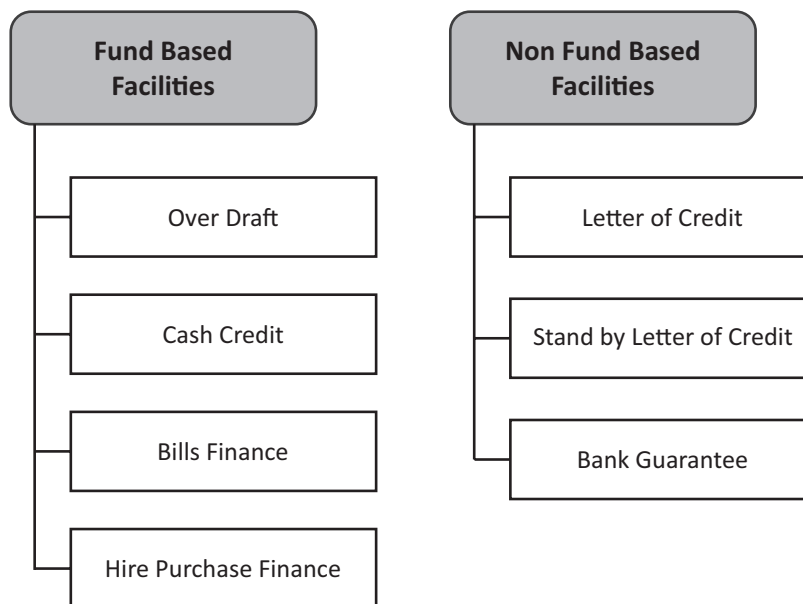 Fund Based
Facilities
Over Draft
Cash Credit
Bills Finance
Hire Purchase Finance
Non Fund Based
Facilities
Letter of Credit
Stand by Letter of Credit
Bank Guarantee